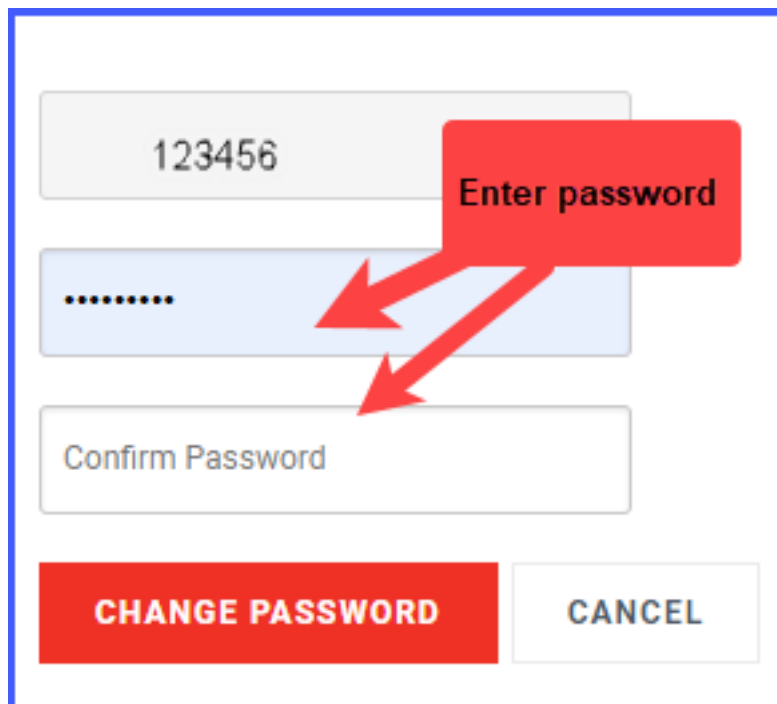 123456
Enter password
•••••••••
Confirm Password
CHANGE PASSWORD
CANCEL